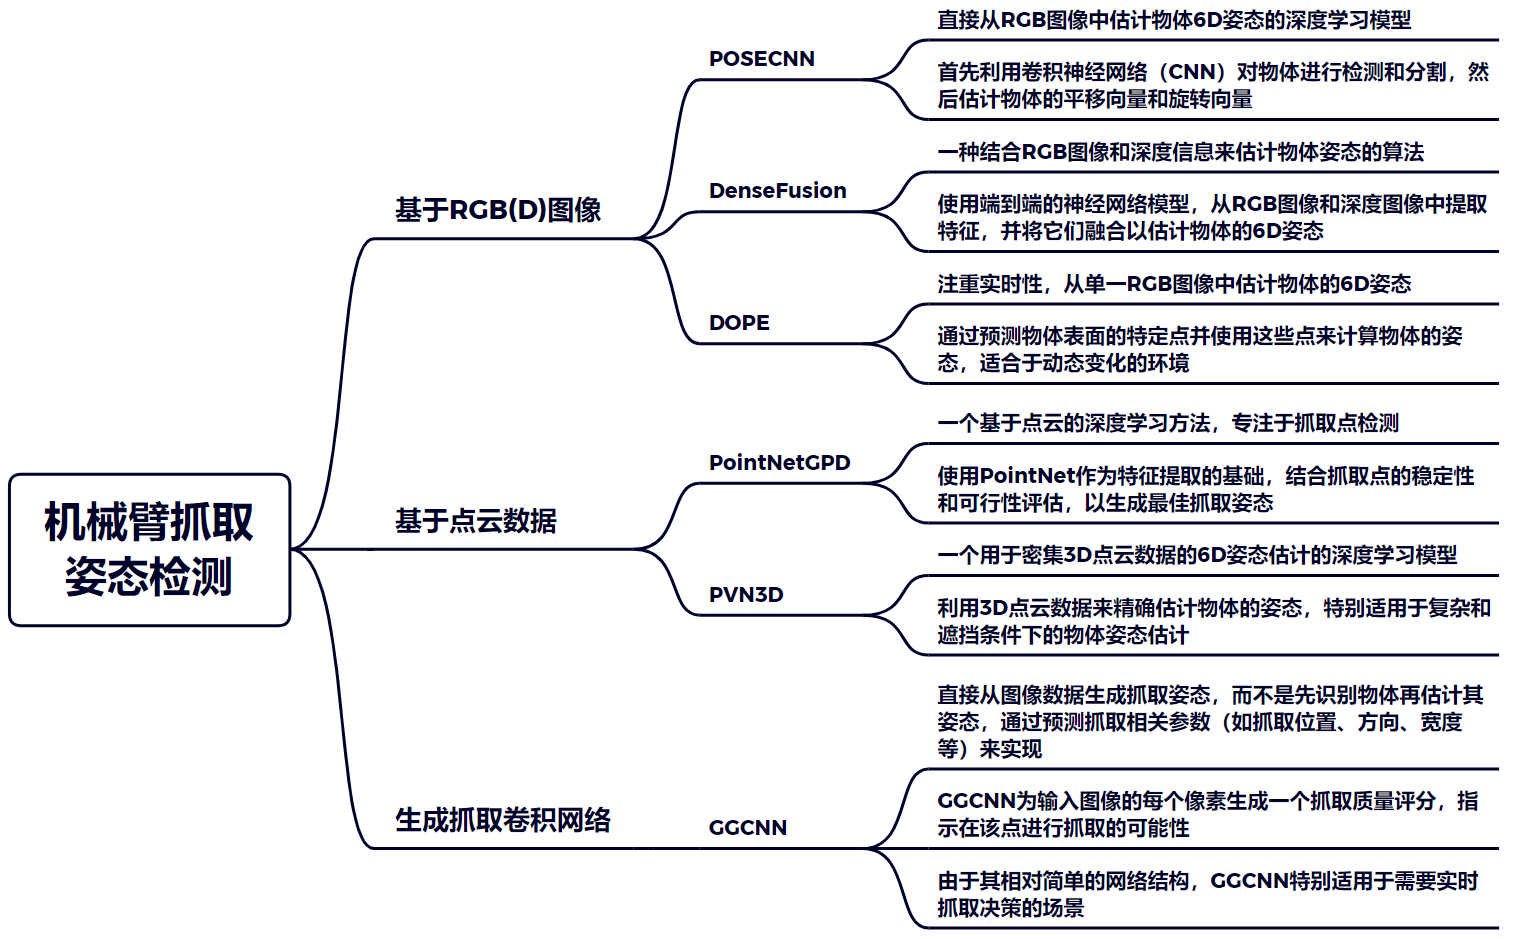 机械臂抓取
姿态检测
基于RGB(D)图像
POSECNN
直接从RGB图像中估计物体6D姿态的深度学习模型
首先利用卷积神经网络（CNN）对物体进行检测和分割，然
后估计物体的平移向量和旋转向量
DenseFusion
一种结合RGB图像和深度信息来估计物体姿态的算法
使用端到端的神经网络模型，从RGB图像和深度图像中提取
特征，并将它们融合以估计物体的6D姿态
DOPE
注重实时性，从单一RGB图像中估计物体的6D姿态
通过预测物体表面的特定点并使用这些点来计算物体的姿
态，适合于动态变化的环境
基于点云数据
PointNetGPD
一个基于点云的深度学习方法，专注于抓取点检测
使用PointNet作为特征提取的基础，结合抓取点的稳定性
和可行性评估，以生成最佳抓取姿态
PVN3D
一个用于密集3D点云数据的6D姿态估计的深度学习模型
利用3D点云数据来精确估计物体的姿态，特别适用于复杂和
遮挡条件下的物体姿态估计
生成抓取卷积网络
GGCNN
直接从图像数据生成抓取姿态，而不是先识别物体再估计其
姿态，通过预测抓取相关参数（如抓取位置、方向、宽度
等）来实现
GGCNN为输入图像的每个像素生成一个抓取质量评分，指
示在该点进行抓取的可能性
由于其相对简单的网络结构，GGCNN特别适用于需要实时
抓取决策的场景